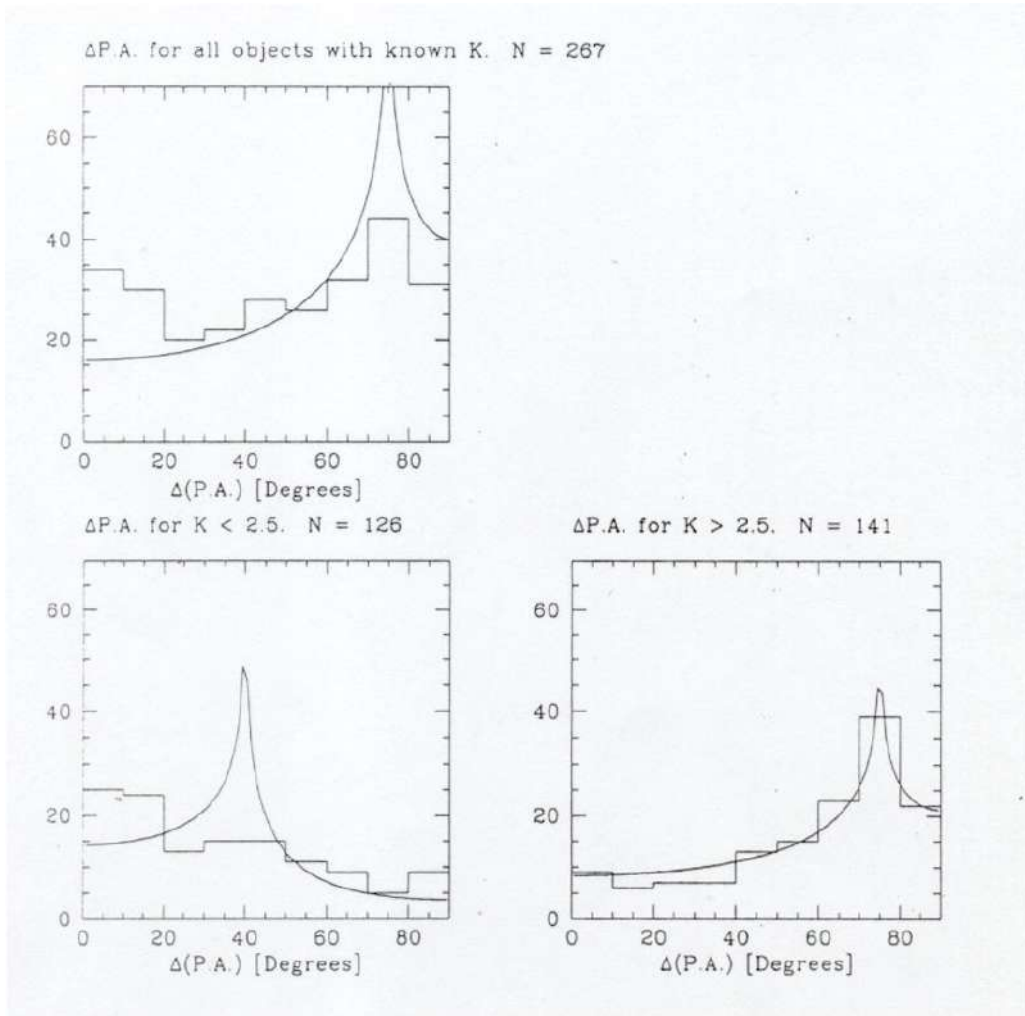 ΔP.A. for all objects with known K. N = 267
60
40
20
0
0 20 40 60 80
Δ(P.A.) [Degrees]
ΔP.A. for K < 2.5. N = 126
60
40
20
0
0 20 40 60 80
Δ(P.A.) [Degrees]
ΔP.A. for K > 2.5. N = 141
60
40
20
0
0 20 40 60 80
Δ(P.A.) [Degrees]